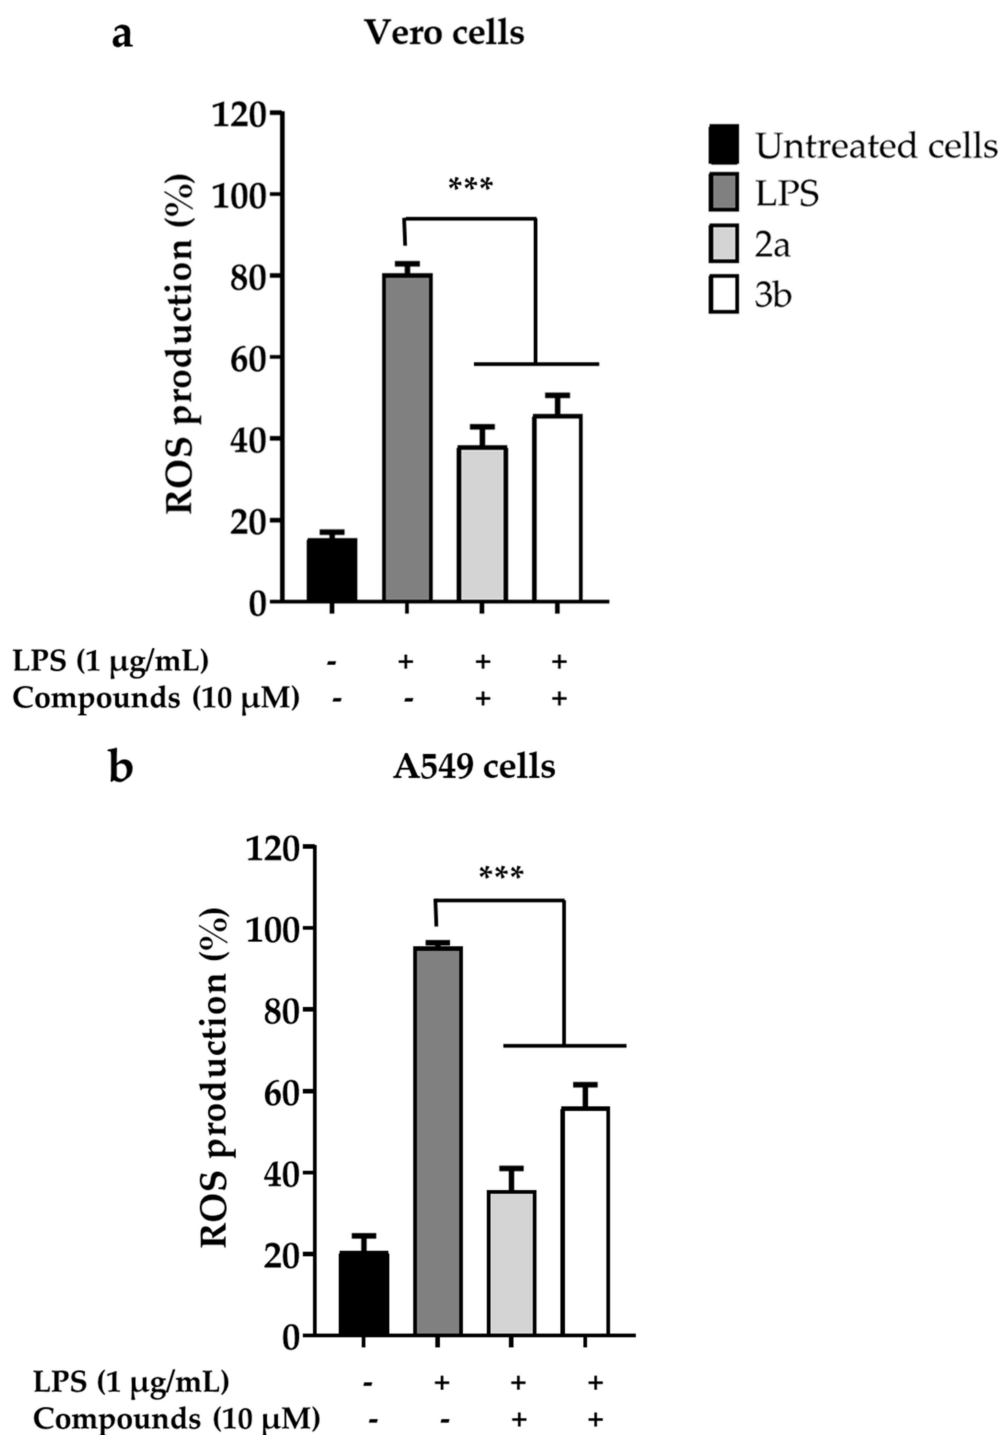 a
Vero cells
120
100
80
60
40
20
0
ROS production (%)
***
Untreated cells
LPS
2a
3b
LPS (1 μg/mL) - + + +
Compounds (10 μM) - - + +
b
A549 cells
120
100
80
60
40
20
0
ROS production (%)
***
LPS (1 μg/mL) - + + +
Compounds (10 μM) - - + +